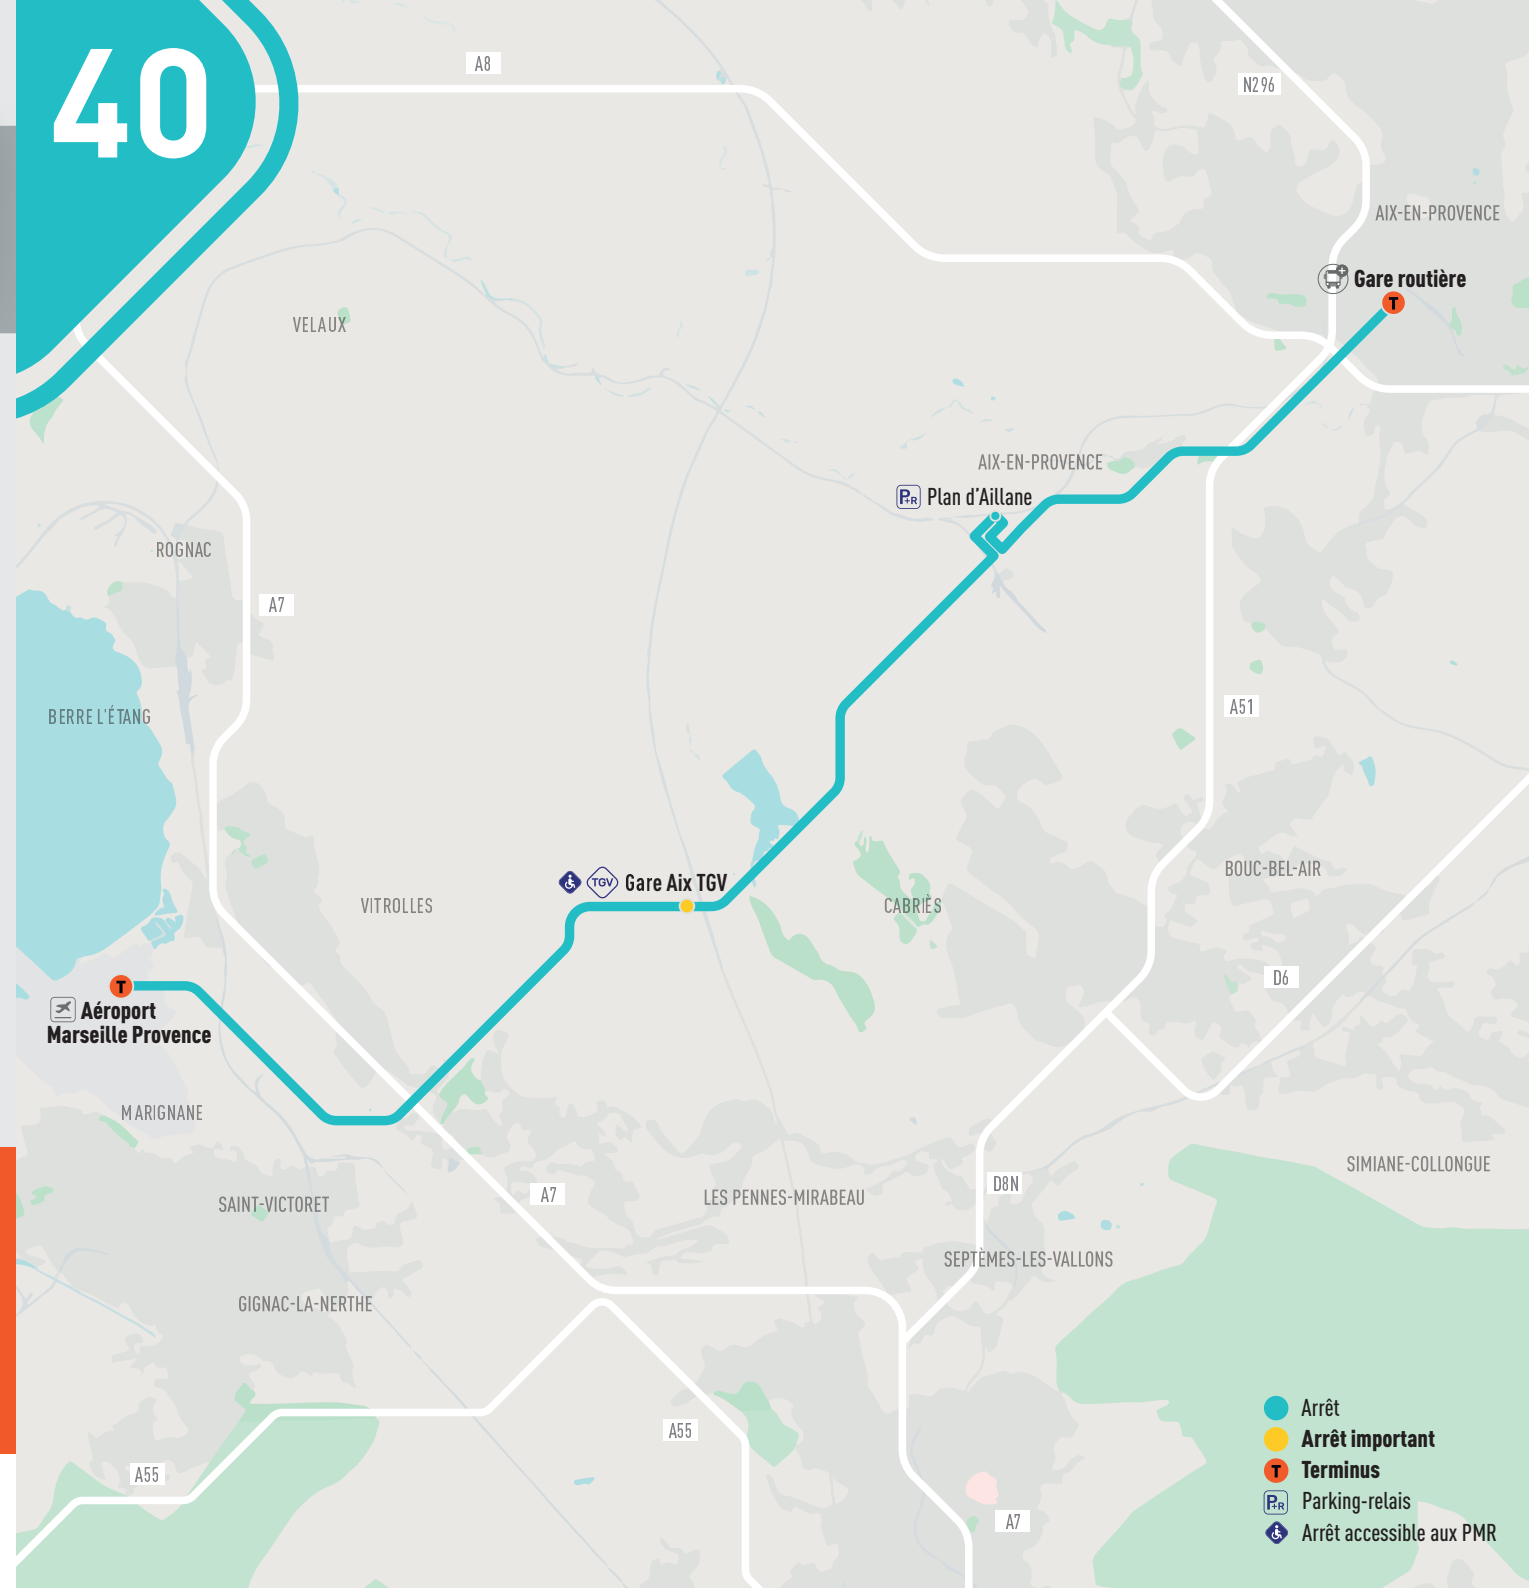 40
A8
N296
AIX-EN-PROVENCE
Gare routière
T
VELAUX
AIX-EN-PROVENCE
P+R Plan d'Aillane
ROGNAC
A7
BERRE L'ÉTANG
A51
BOUC-BEL-AIR
TGV Gare Aix TGV
VITROLLES
CABRIÈS
D6
T
Aéroport
Marseille Provence
MARIGNANE
SIMIANE-COLLONGUE
D8N
A7
LES PENNES-MIRABEAU
SAINT-VICTORET
SEPTÈMES-LES-VALLONS
GIGNAC-LA-NERTHE
A55
A55
A7
Arrêt
Arrêt important
T Terminus
P+R Parking-relais
Arrêt accessible aux PMR